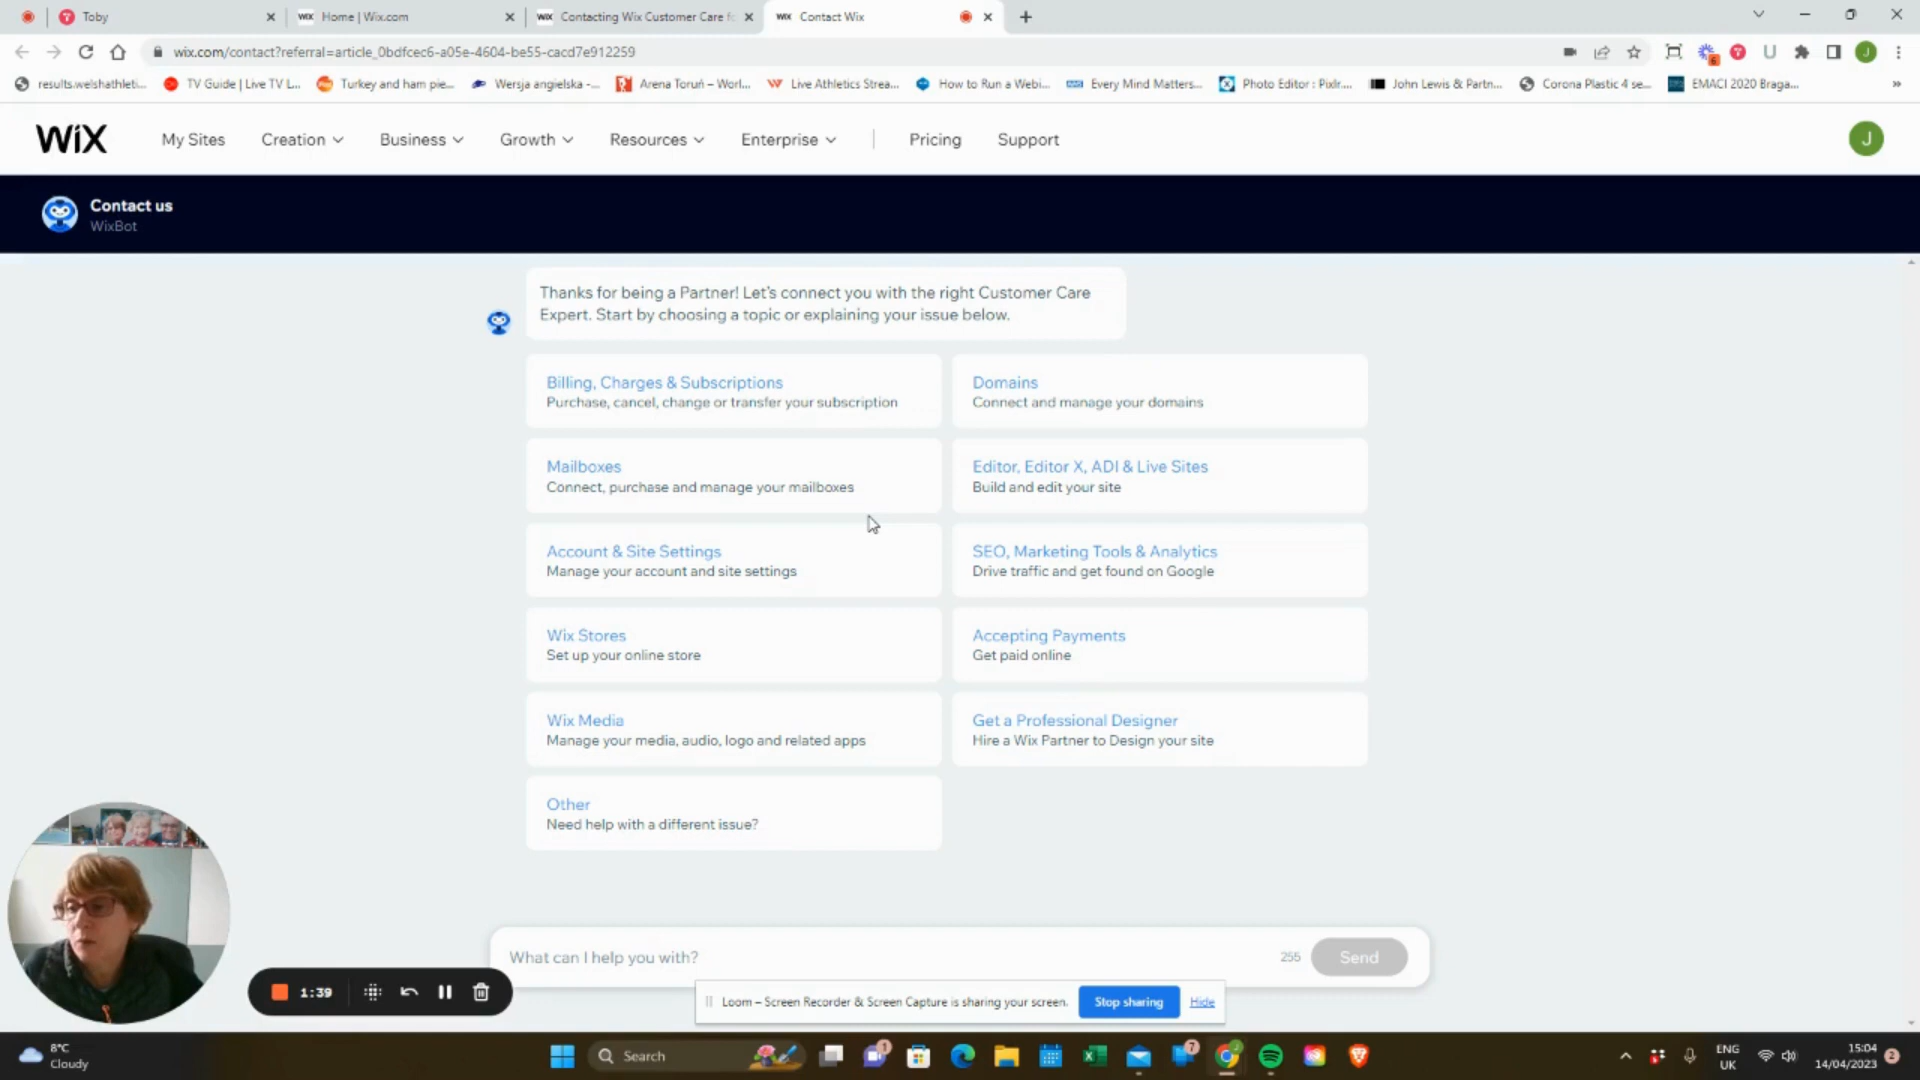 Toby
WiX Home | Wix.com
WiX Contacting Wix Customer Care fo
WiX Contact Wix
wix.com/contact?referral=article_0bdfcec6-a05e-4604-be55-cacd7e912259
results.welshathleti...
TV Guide | Live TV L...
Turkey and ham pie...
Wersja angielska -...
Arena Toruń – Worl...
Live Athletics Strea...
How to Run a Webi...
Every Mind Matters...
Photo Editor : Pixlr....
John Lewis & Partn...
Corona Plastic 4 se...
EMACI 2020 Braga...
WiX My Sites Creation Business Growth Resources Enterprise Pricing Support J
Contact us
WixBot
Thanks for being a Partner! Let's connect you with the right Customer Care
Expert. Start by choosing a topic or explaining your issue below.
Billing, Charges & Subscriptions
Purchase, cancel, change or transfer your subscription
Domains
Connect and manage your domains
Mailboxes
Connect, purchase and manage your mailboxes
Editor, Editor X, ADI & Live Sites
Build and edit your site
Account & Site Settings
Manage your account and site settings
SEO, Marketing Tools & Analytics
Drive traffic and get found on Google
Wix Stores
Set up your online store
Accepting Payments
Get paid online
Wix Media
Manage your media, audio, logo and related apps
Get a Professional Designer
Hire a Wix Partner to Design your site
Other
Need help with a different issue?
What can I help you with?
255
Send
1:39
Loom – Screen Recorder & Screen Capture is sharing your screen.
Stop sharing
Hide
8°C
Cloudy
Search
ENG
UK
15:04
14/04/2023